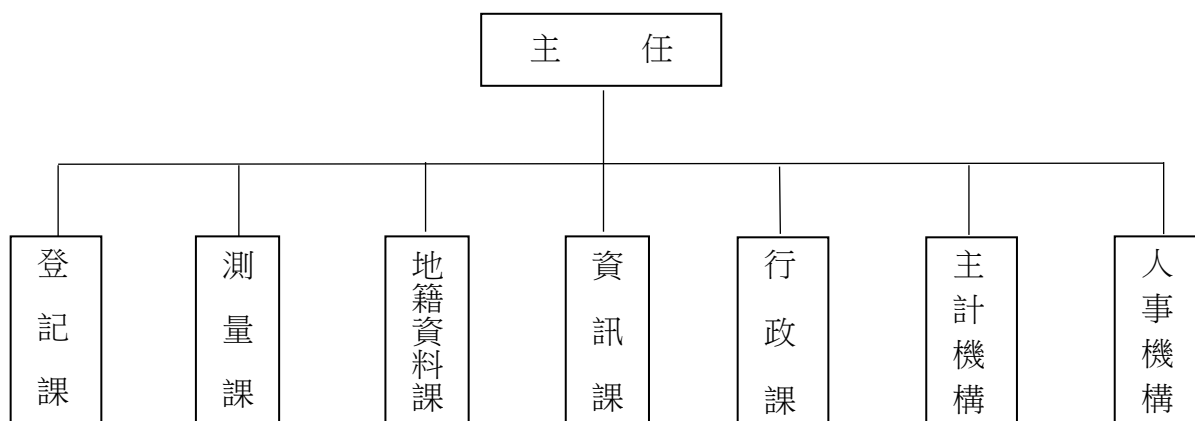 主任
登記課
測量課
地籍資料課
資訊課
行政課
主計機構
人事機構